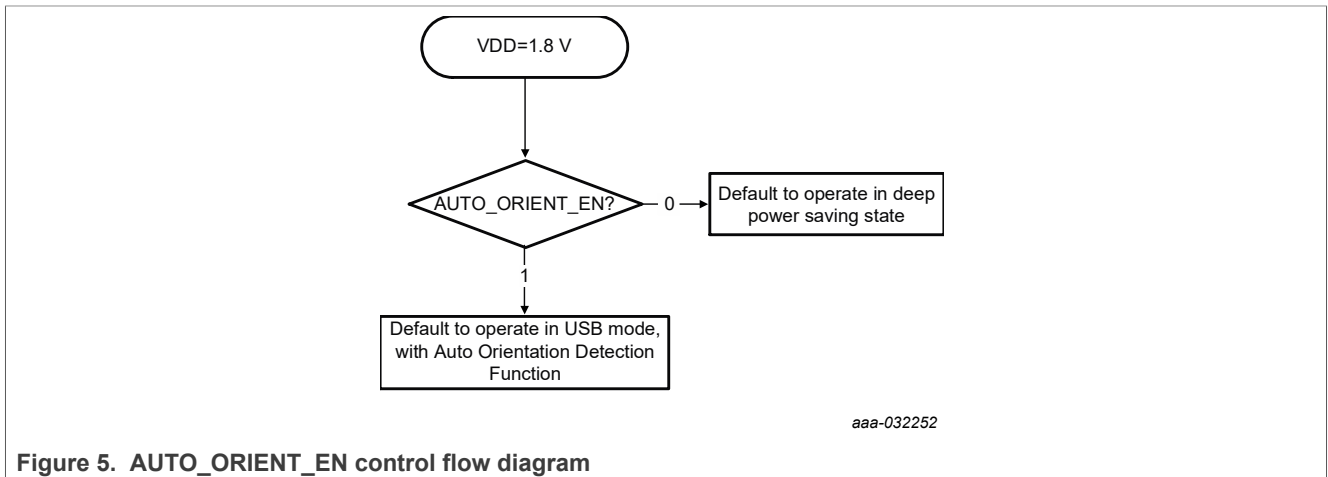 VDD=1.8 V
AUTO_ORIENT_EN?
0
Default to operate in deep
power saving state
1
Default to operate in USB mode,
with Auto Orientation Detection
Function
aaa-032252
Figure 5. AUTO_ORIENT_EN control flow diagram